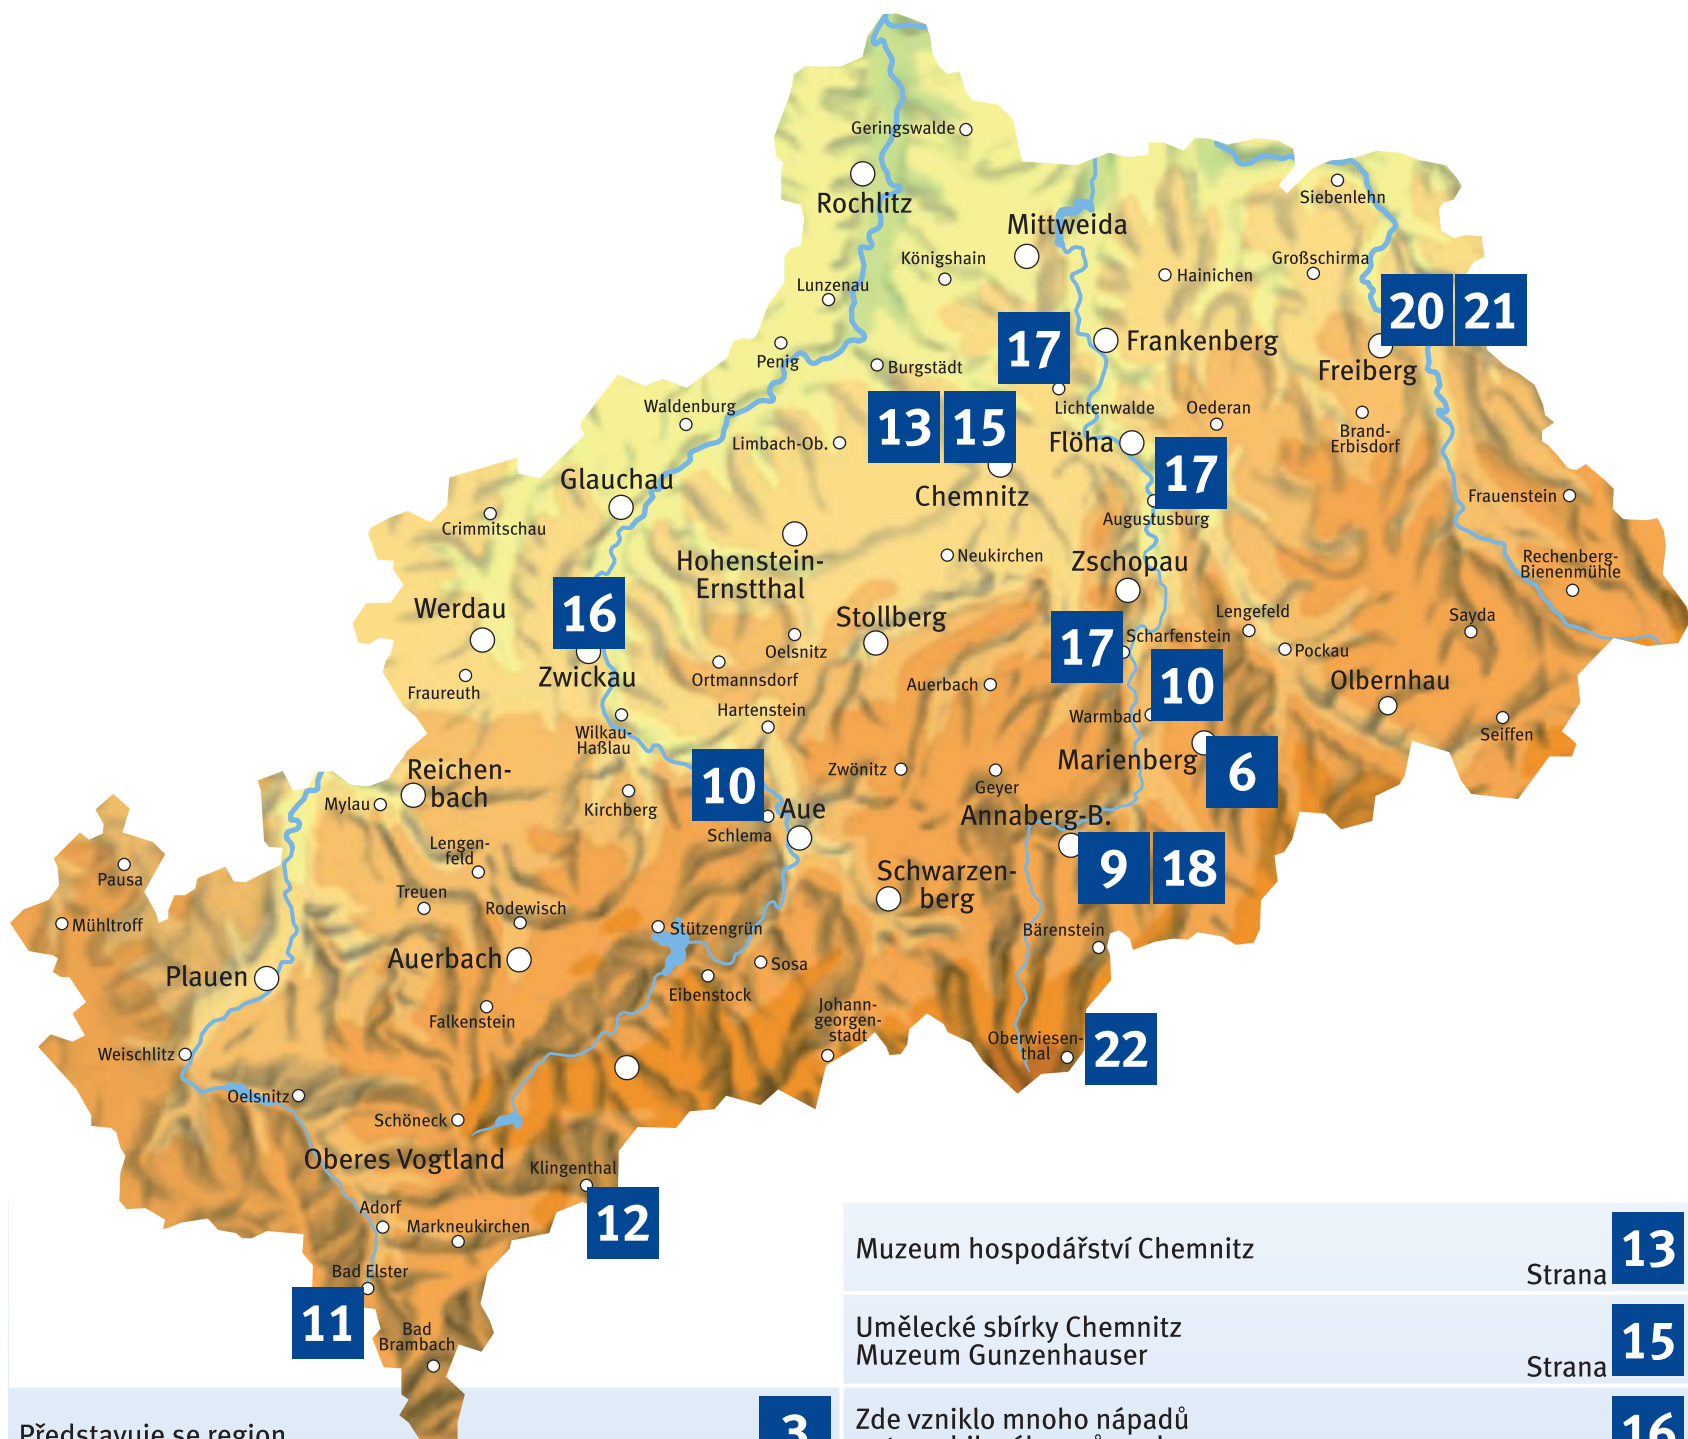 Geringswalde
Rochlitz
Siebenlehn
Mittweida
Königshain
Großschirma
Hainichen
Lunzenau
20 21
17
Frankenberg
Penig
Burgstädt
Freiberg
Waldenburg
Lichtenwalde
Oederan
13 15
Limbach-Ob.
Flöha
Brand-
Erbisdorf
Glauchau
17
Chemnitz
Frauenstein
Crimmitschau
Augustusburg
Hohenstein-
Ernstthal
Neukirchen
Zschopau
Rechenberg-
Bienenmühle
Werdau
16
Stollberg
Lengefeld
Sayda
17
Scharfenstein
Oelsnitz
Pockau
Zwickau
Ortmannsdorf
Auerbach
10
Olbernhau
Fraureuth
Hartenstein
Warmbad
Wilkau-
Haßlau
Seiffen
Marienberg
6
Reichen-
bach
Zwönitz
10
Geyer
Mylau
Kirchberg
Aue
Annaberg-B.
Schlema
Lengen-
feld
9 18
Pausa
Schwarzen-
berg
Treuen
Rodewisch
Mühltroff
Stützengrün
Bärenstein
Auerbach
Sosa
Plauen
Eibenstock
Falkenstein
Johann-
georgen-
stadt
Oberwiesen-
thal
22
Weischlitz
Oelsnitz
Schöneck
Oberes Vogtland
Klingenthal
Adorf
Markneukirchen
12
Bad Elster
11
Bad
Brambach
Muzeum hospodářství Chemnitz
Strana 13
Umělecké sbírky Chemnitz
Muzeum Gunzenhauser
Strana 15
Představuje se region
3
Zde vzniklo mnoho nápadů
16